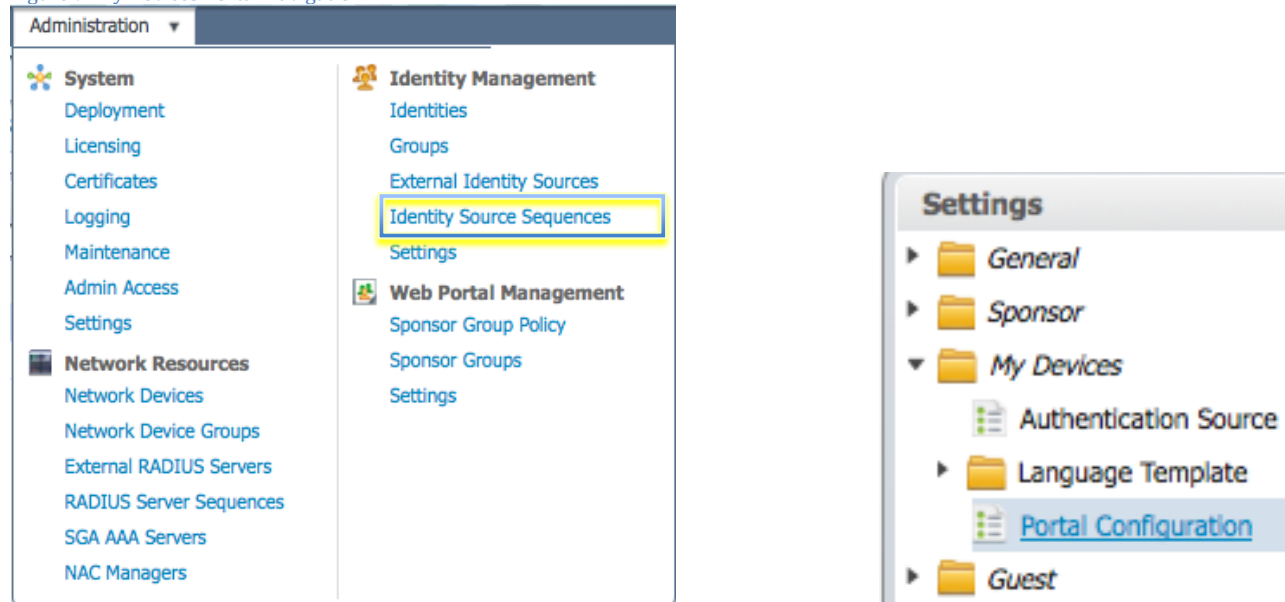 Administration
System
Deployment
Licensing
Certificates
Logging
Maintenance
Admin Access
Settings
Network Resources
Network Devices
Network Device Groups
External RADIUS Servers
RADIUS Server Sequences
SGA AAA Servers
NAC Managers
Identity Management
Identities
Groups
External Identity Sources
Identity Source Sequences
Settings
Web Portal Management
Sponsor Group Policy
Sponsor Groups
Settings
Settings
General
Sponsor
My Devices
Authentication Source
Language Template
Portal Configuration
Guest